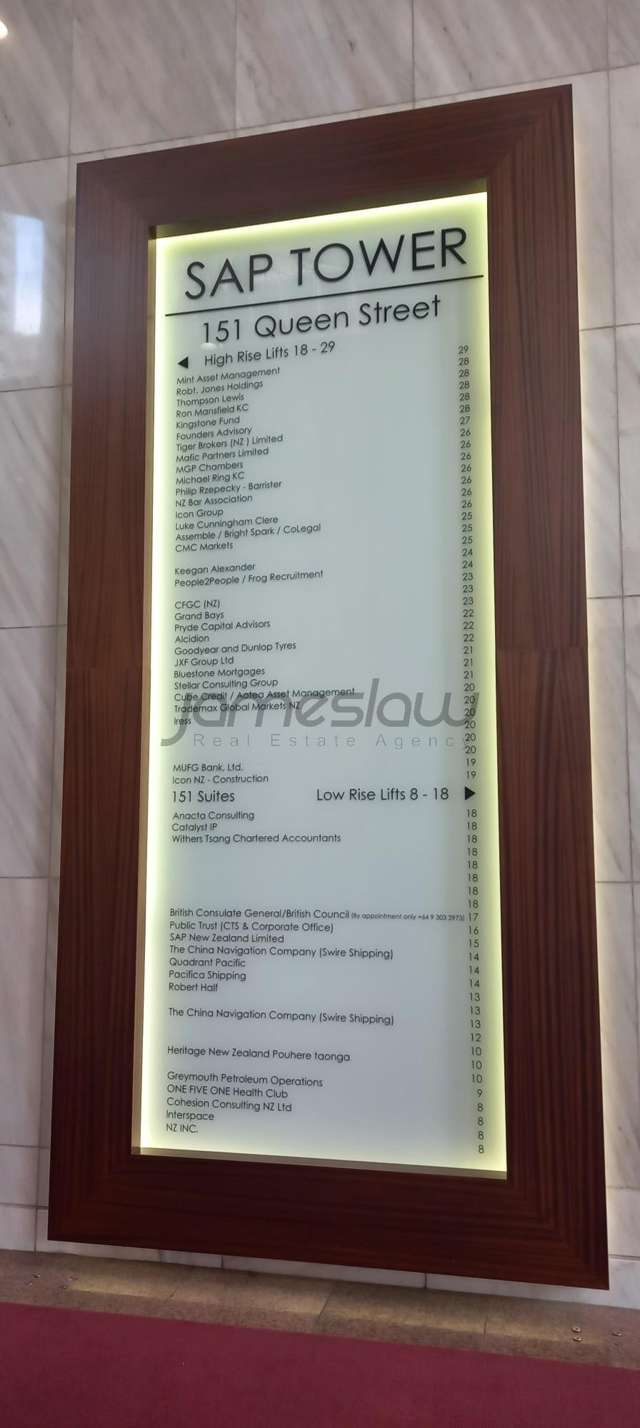 SAP TOWER
151 Queen Street
◀ High Rise Lifts 18 - 29
Mint Asset Management 29
Robt. Jones Holdings 28
Thompson Lewis 28
Ron Mansfield KC 28
Kingstone Fund 28
Founders Advisory 27
Tiger Brokers (NZ ) Limited 26
Mafic Partners Limited 26
MGP Chambers 26
Michael Ring KC 26
Philip Rzepecky - Barrister 26
NZ Bar Association 26
Icon Group 26
Luke Cunningham Clere 25
Assemble / Bright Spark / CoLegal 25
CMC Markets 25
24
Keegan Alexander 24
People2People / Frog Recruitment 23
23
CFGC (NZ) 23
Grand Bays 22
Pryde Capital Advisors 22
Alcidion 22
Goodyear and Dunlop Tyres 21
JXF Group Ltd 21
Bluestone Mortgages 21
Stellar Consulting Group 20
Cube Credit / Aotea Asset Management 20
Trademax Global Markets NZ 20
Iress 20
20
20
MUFG Bank, Ltd. 19
Icon NZ - Construction 19
151 Suites Low Rise Lifts 8 - 18 ▶
Anacta Consulting 18
Catalyst IP 18
Withers Tsang Chartered Accountants 18
18
18
18
18
18
British Consulate General/British Council (By appointment only +64 9 303 2973) 17
Public Trust (CTS & Corporate Office) 16
SAP New Zealand Limited 15
The China Navigation Company (Swire Shipping) 14
Quadrant Pacific 14
Pacifica Shipping 14
Robert Half 13
13
The China Navigation Company (Swire Shipping) 13
12
10
Heritage New Zealand Pouhere taonga 10
10
Greymouth Petroleum Operations 9
ONE FIVE ONE Health Club 8
Cohesion Consulting NZ Ltd 8
Interspace 8
NZ INC. 8
jameslaw
Real Estate Agency